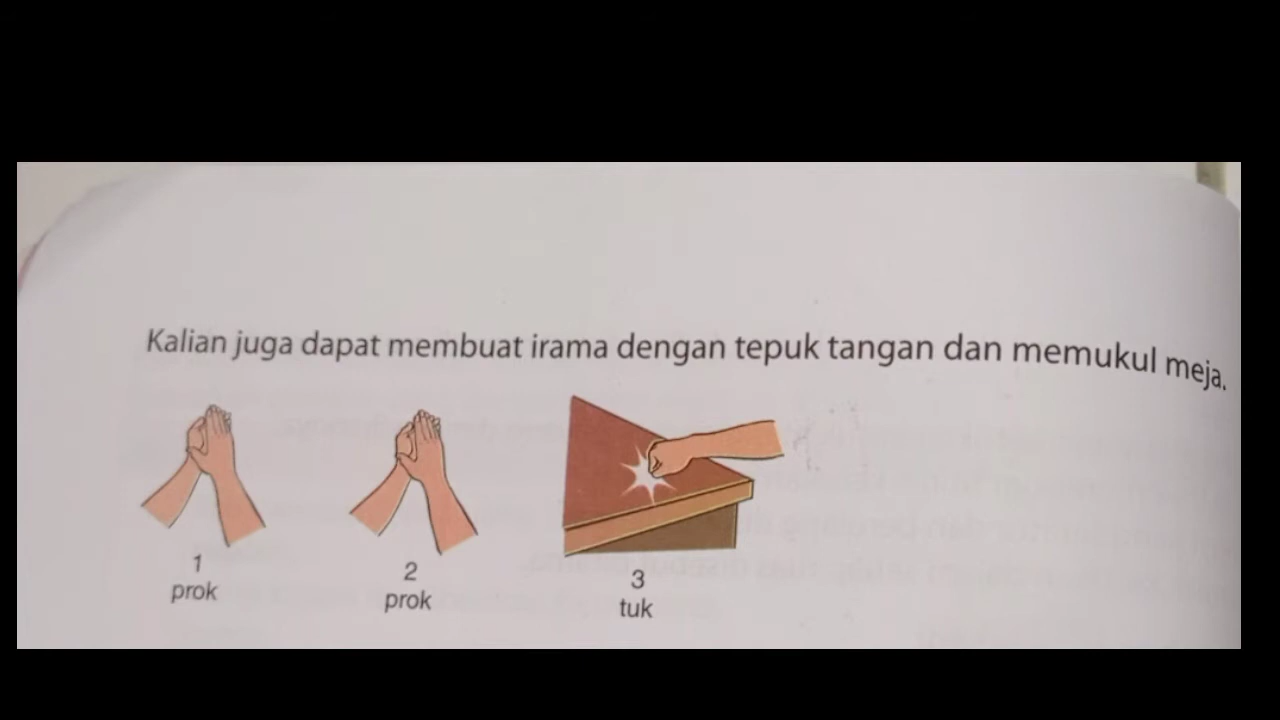 Kalian juga dapat membuat irama dengan tepuk tangan dan memukul meja.
1 2 3
prok prok tuk